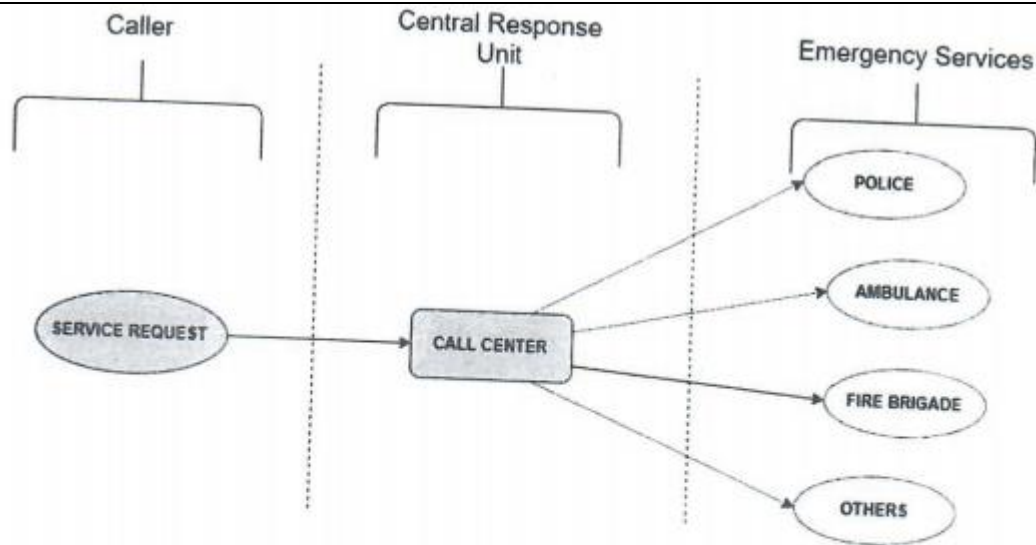 Caller
Central Response
Unit
Emergency Services
POLICE
AMBULANCE
SERVICE REQUEST
CALL CENTER
FIRE BRIGADE
OTHERS